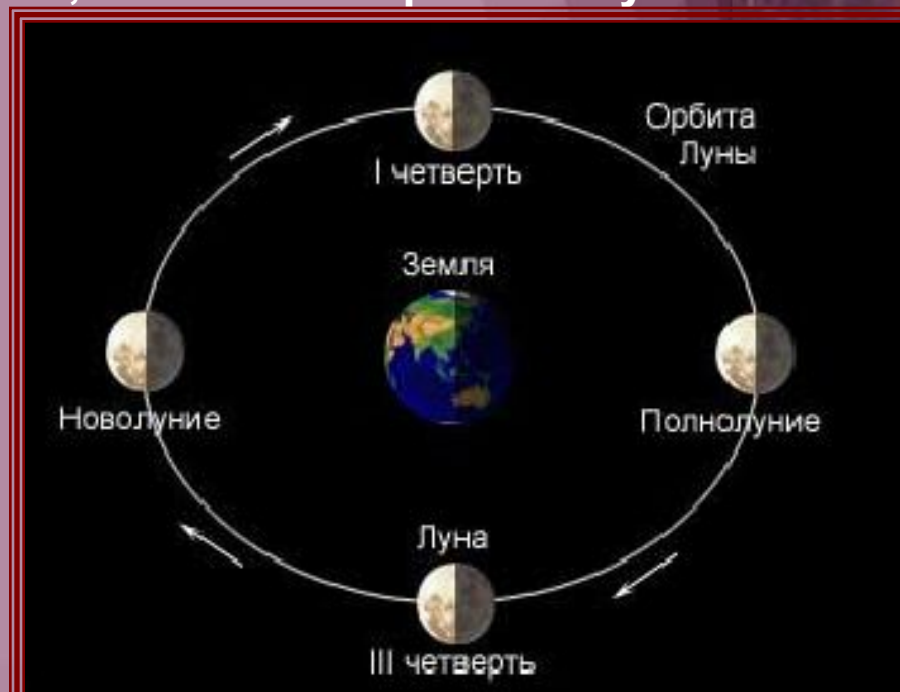 Орбита
Луны
I четверть
Земля
Новолуние
Полнолуние
Луна
III четверть